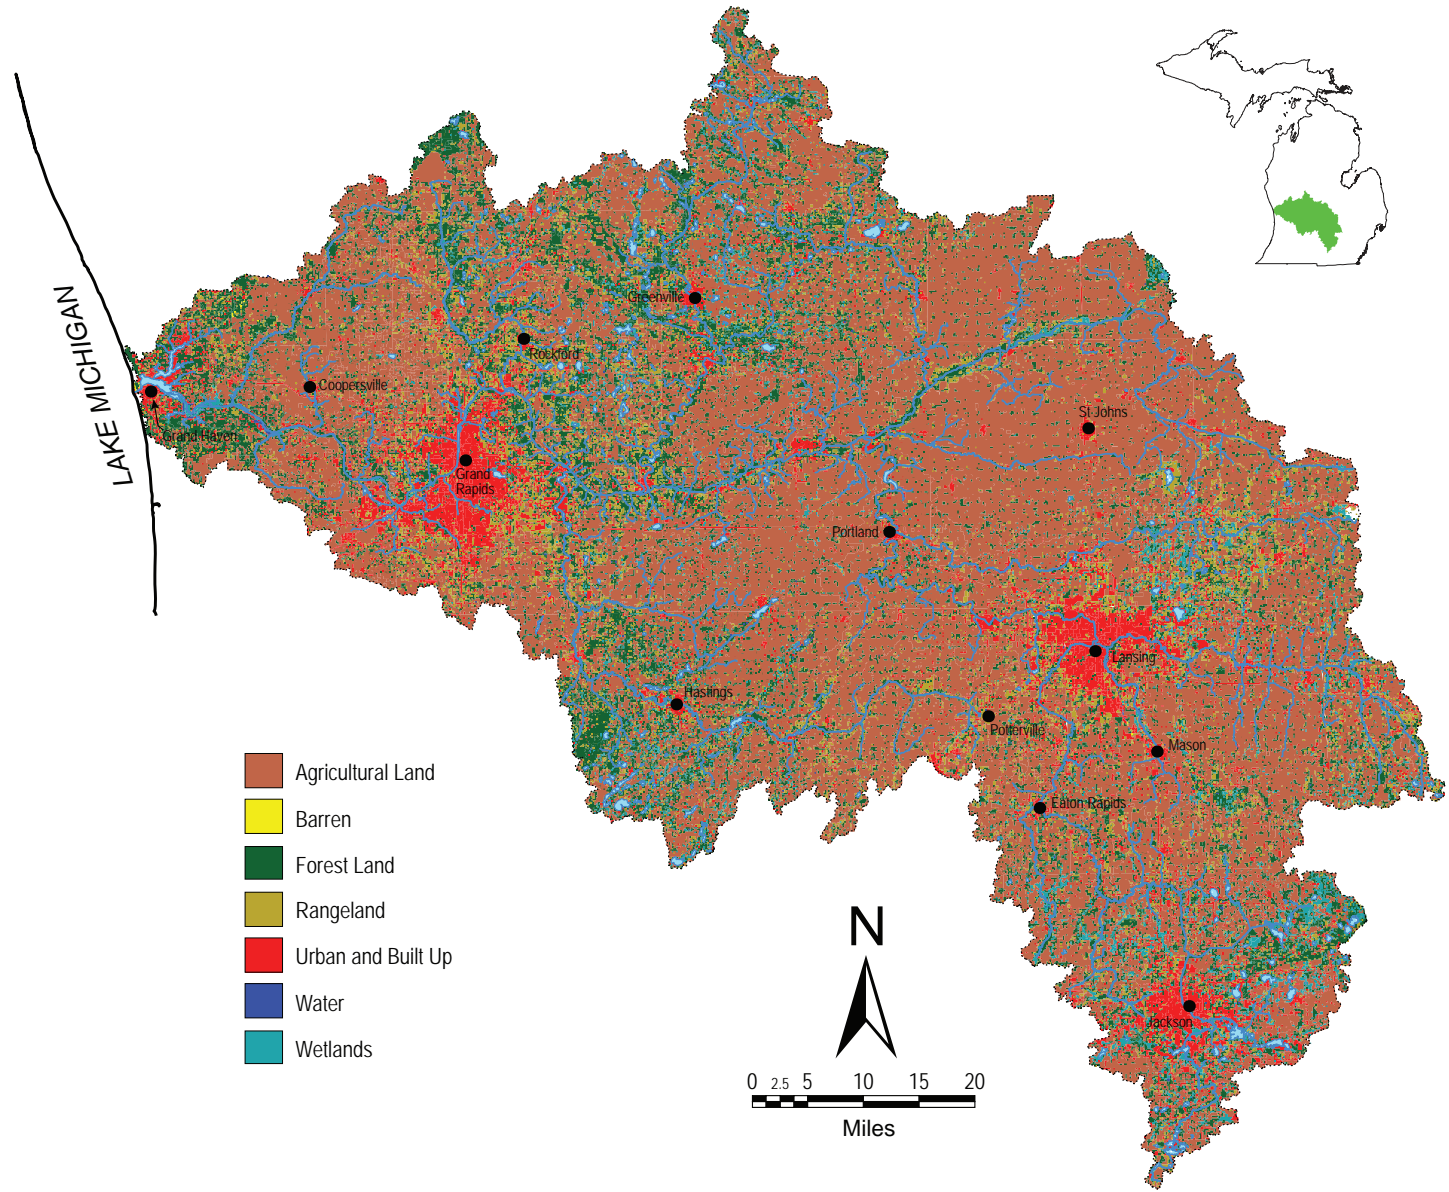 LAKE MICHIGAN
Greenville
Rockford
Coopersville
Grand Haven
St Johns
Grand
Rapids
Portland
Lansing
Hastings
Potterville
Mason
Eaton Rapids
Jackson
Agricultural Land
Barren
Forest Land
Rangeland
Urban and Built Up
Water
Wetlands
N
0 2.5 5 10 15 20
Miles